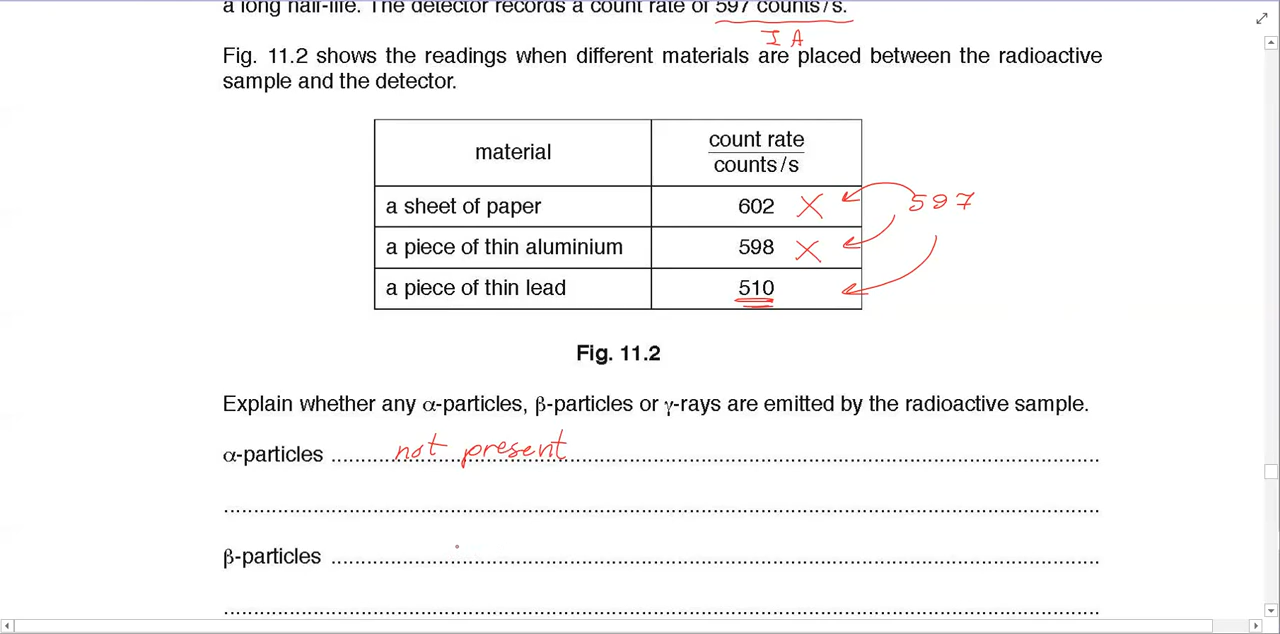 a long half-life. The detector records a count rate of 597 counts/s.
I A
Fig. 11.2 shows the readings when different materials are placed between the radioactive
sample and the detector.
material
count rate
counts/s
a sheet of paper 602 X 597
a piece of thin aluminium 598 X
a piece of thin lead 510
Fig. 11.2
Explain whether any α-particles, β-particles or γ-rays are emitted by the radioactive sample.
α-particles not present
β-particles